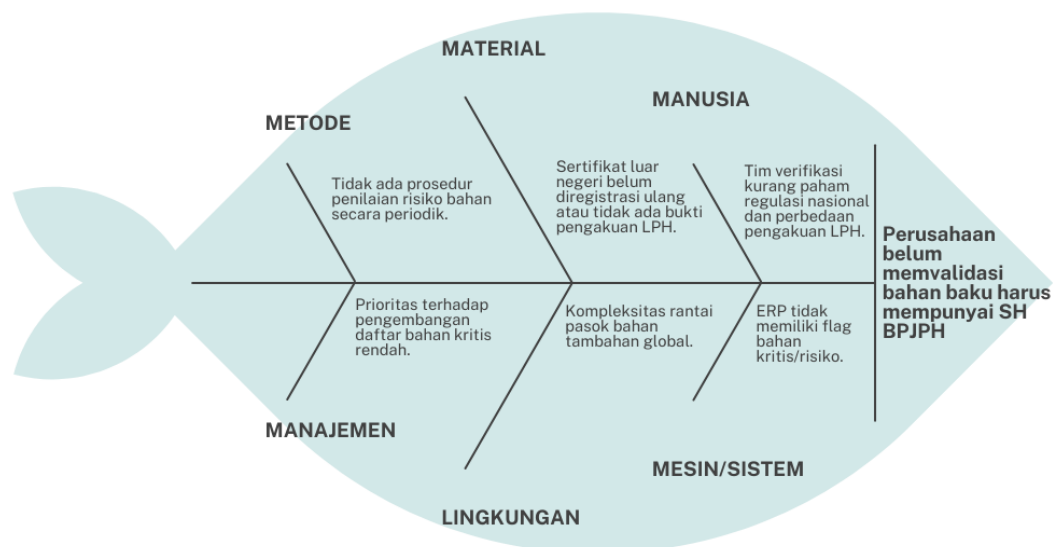 MATERIAL
MANUSIA
METODE
Tidak ada prosedur
penilaian risiko bahan
secara periodik.
Sertifikat luar
negeri belum
diregistrasi ulang
atau tidak ada bukti
pengakuan LPH.
Tim verifikasi
kurang paham
regulasi nasional
dan perbedaan
pengakuan LPH.
Perusahaan
belum
memvalidasi
bahan baku harus
mempunyai SH
BPJPH
Prioritas terhadap
pengembangan
daftar bahan kritis
rendah.
Kompleksitas rantai
pasok bahan
tambahan global.
ERP tidak
memiliki flag
bahan
kritis/risiko.
MANAJEMEN
MESIN/SISTEM
LINGKUNGAN